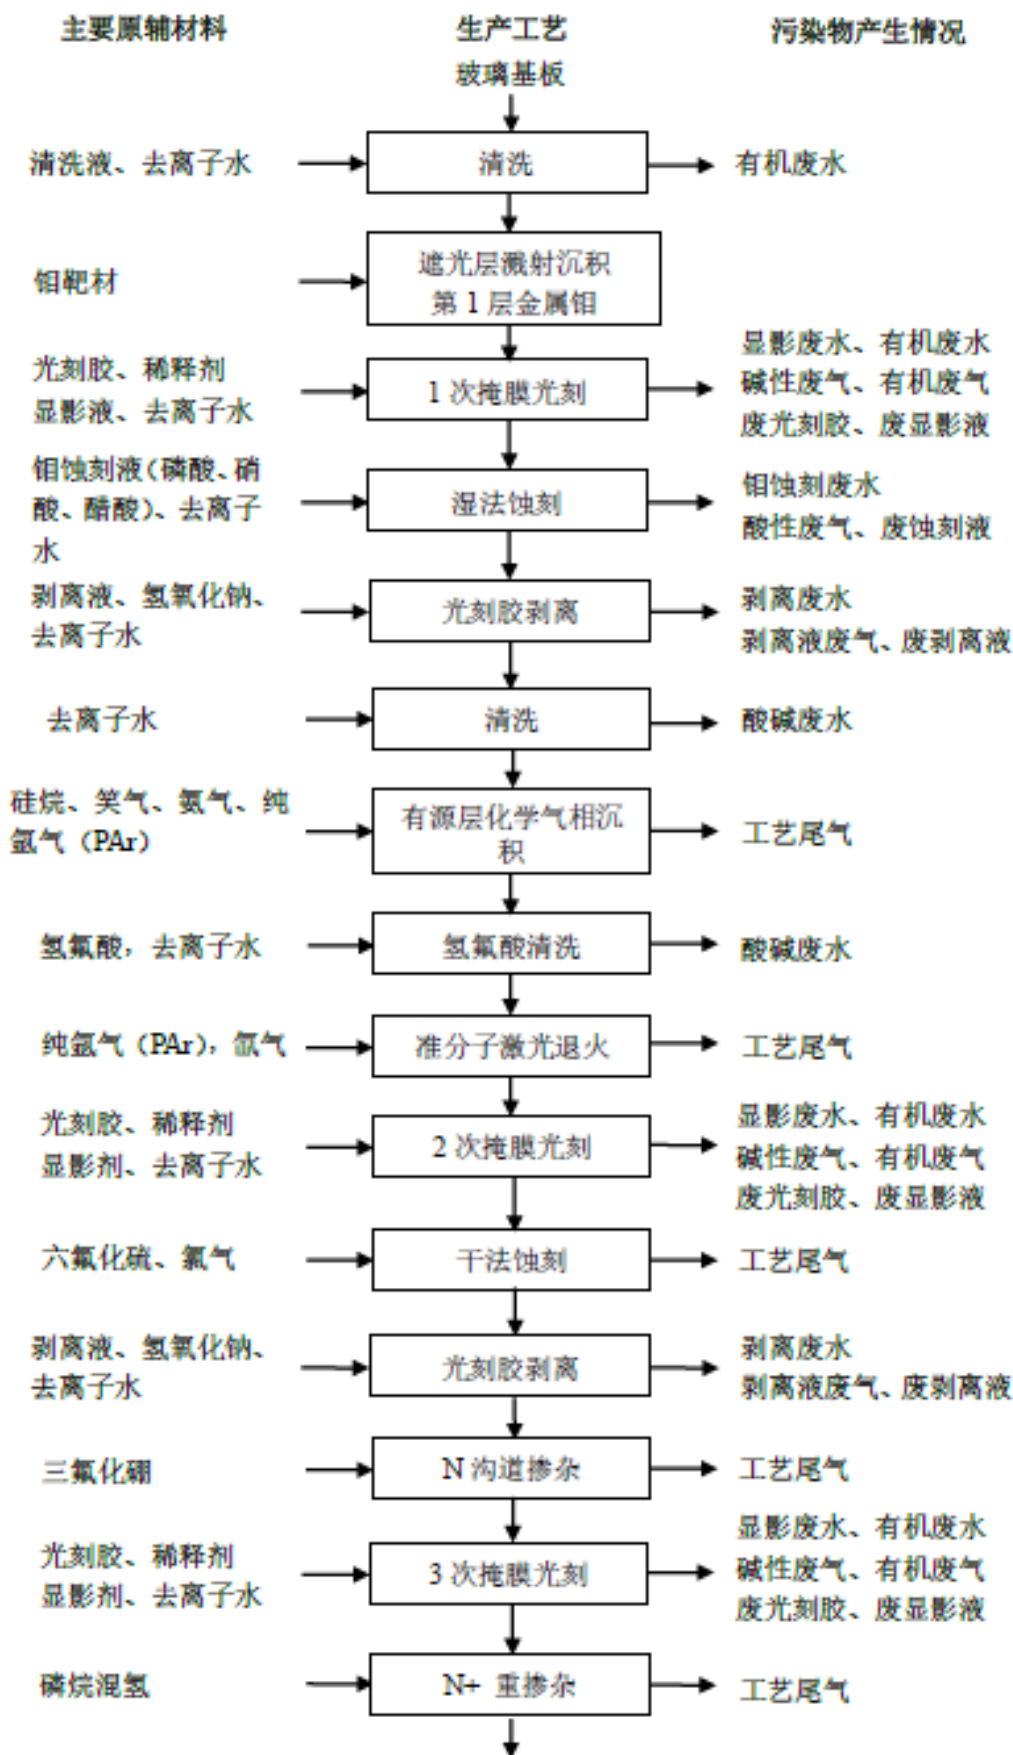 主要原辅材料
生产工艺
污染物产生情况
玻璃基板
清洗液、去离子水
清洗
有机废水
钼靶材
遮光层溅射沉积
第 1 层金属钼
光刻胶、稀释剂
显影液、去离子水
1 次掩膜光刻
显影废水、有机废水
碱性废气、有机废气
废光刻胶、废显影液
钼蚀刻液（磷酸、硝
酸、醋酸）、去离子
水
湿法蚀刻
钼蚀刻废水
酸性废气、废蚀刻液
剥离液、氢氧化钠、
去离子水
光刻胶剥离
剥离废水
剥离液废气、废剥离液
去离子水
清洗
酸碱废水
硅烷、笑气、氨气、纯
氩气（PAr）
有源层化学气相沉
积
工艺尾气
氢氟酸，去离子水
氢氟酸清洗
酸碱废水
纯氩气（PAr），氙气
准分子激光退火
工艺尾气
光刻胶、稀释剂
显影剂、去离子水
2 次掩膜光刻
显影废水、有机废水
碱性废气、有机废气
废光刻胶、废显影液
六氟化硫、氯气
干法蚀刻
工艺尾气
剥离液、氢氧化钠、
去离子水
光刻胶剥离
剥离废水
剥离液废气、废剥离液
三氟化硼
N 沟道掺杂
工艺尾气
光刻胶、稀释剂
显影剂、去离子水
3 次掩膜光刻
显影废水、有机废水
碱性废气、有机废气
废光刻胶、废显影液
磷烷混氢
N+ 重掺杂
工艺尾气